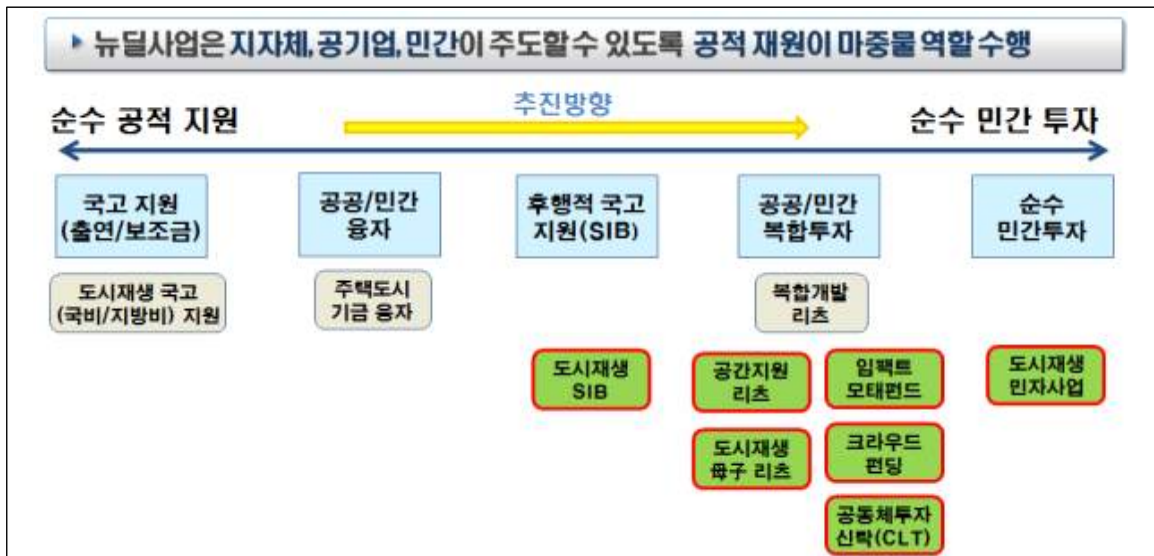 ▶ 뉴딜사업은 지자체,공기업,민간이 주도할 수 있도록 공적 재원이 마중물 역할 수행
추진방향
순수 공적 지원
순수 민간 투자
국고 지원
(출연/보조금)
공공/민간
융자
후행적 국고
지원(SIB)
공공/민간
복합투자
순수
민간투자
도시재생 국고
(국비/지방비) 지원
주택도시
기금 융자
복합개발
리츠
도시재생
SIB
공간지원
리츠
임팩트
모태펀드
도시재생
민자사업
도시재생
母子 리츠
크라우드
펀딩
공동체투자
신탁(CLT)